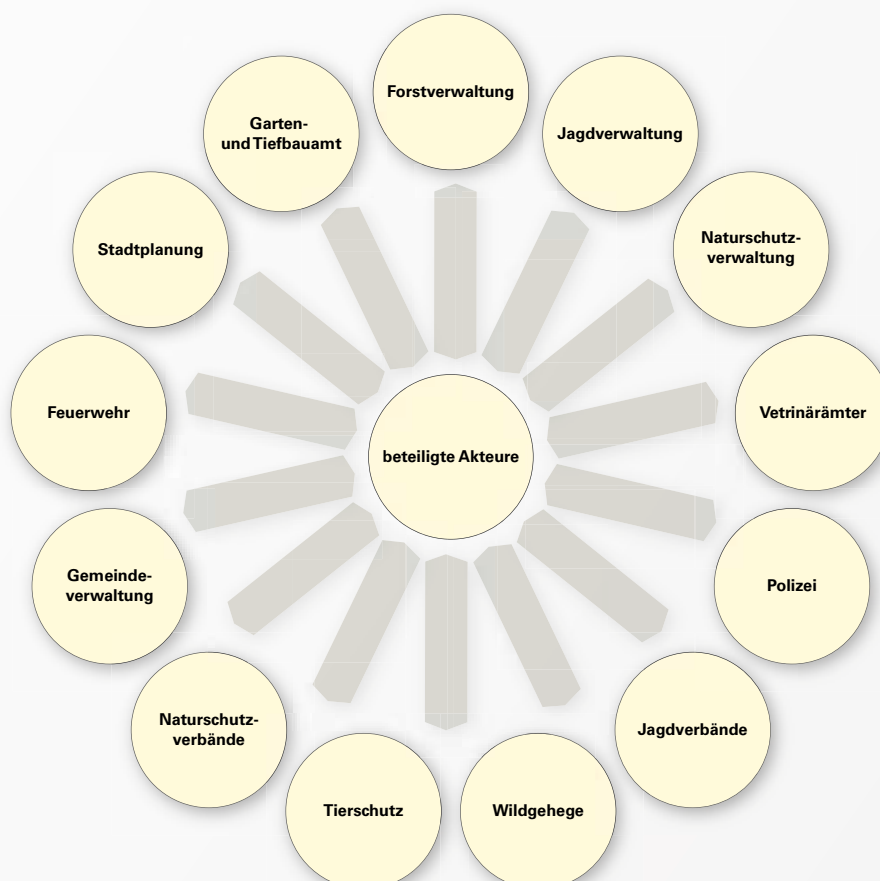 Forstverwaltung
Jagdverwaltung
Naturschutz-
verwaltung
Vetrinärämter
Polizei
Jagdverbände
Wildgehege
Tierschutz
Naturschutz-
verbände
Gemeinde-
verwaltung
Feuerwehr
Stadtplanung
Garten-
und Tiefbauamt
beteiligte Akteure